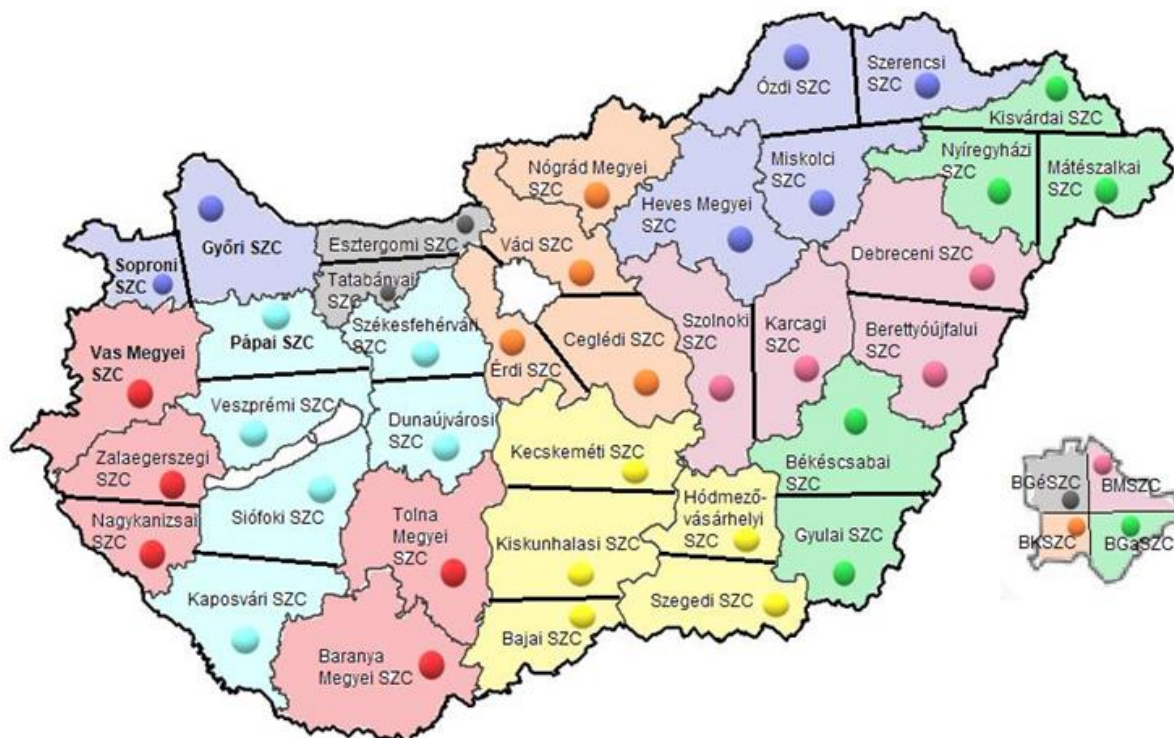 Ózdi SZC
Szerencsi
SZC
Kisvárdai SZC
Nógrád Megyei
SZC
Miskolci
SZC
Nyíregyházi
SZC
Mátészalkai
SZC
Heves Megyei
SZC
Győri SZC
Esztergomi SZC
Váci SZC
Soproni
SZC
Tatabányai
SZC
Debreceni SZC
Székesfehérvári
SZC
Szolnoki
SZC
Karcagi
SZC
Berettyóújfalui
SZC
Vas Megyei
SZC
Pápai SZC
Ceglédi SZC
Érdi SZC
Veszprémi SZC
Dunaújvárosi
SZC
Kecskeméti SZC
Zalaegerszegi
SZC
Békéscsabai
SZC
Nagykanizsai
SZC
Siófoki SZC
Tolna
Megyei
SZC
Hódmező-
vásárhelyi
SZC
Kiskunhalasi SZC
Gyulai SZC
Kaposvári SZC
Szegedi SZC
Bajai SZC
Baranya
Megyei SZC
BGéSZC
BMSZC
BKSZC
BGaSZC